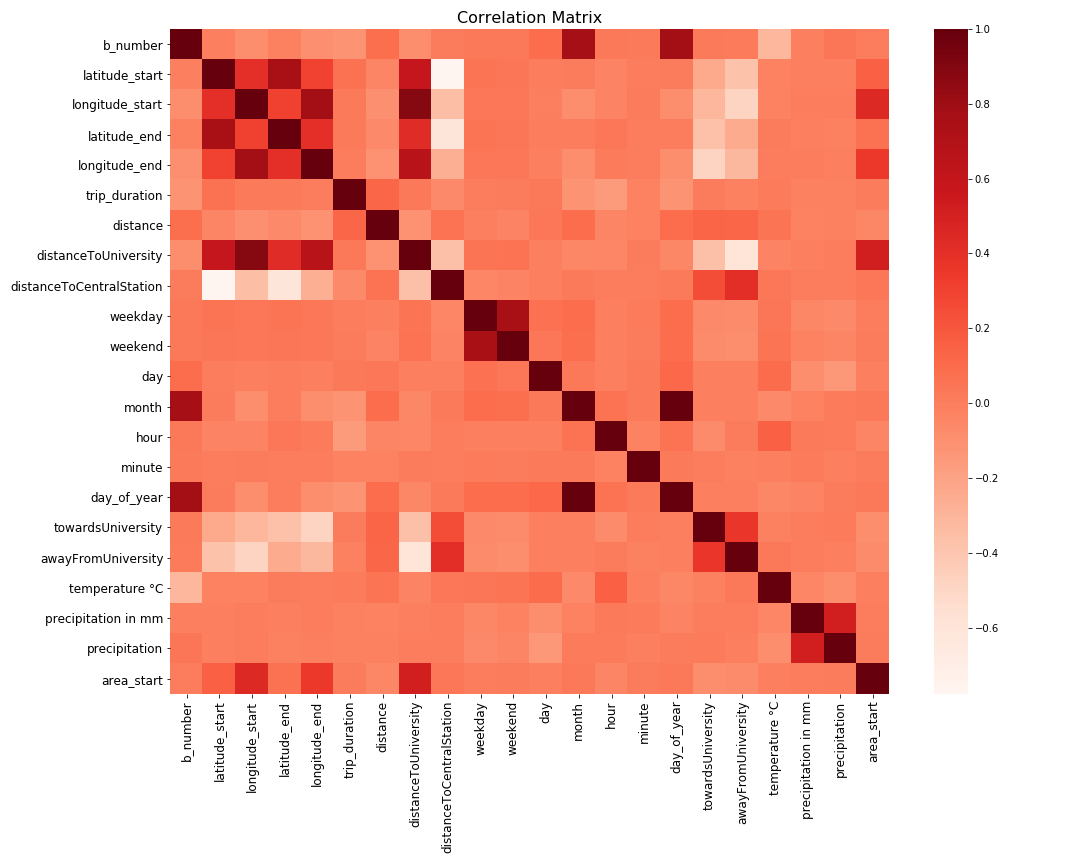 Correlation Matrix
b_number
latitude_start
longitude_start
latitude_end
longitude_end
trip_duration
distance
distanceToUniversity
distanceToCentralStation
weekday
weekend
day
month
hour
minute
day_of_year
towardsUniversity
awayFromUniversity
temperature °C
precipitation in mm
precipitation
area_start
b_number
latitude_start
longitude_start
latitude_end
longitude_end
trip_duration
distance
distanceToUniversity
distanceToCentralStation
weekday
weekend
day
month
hour
minute
day_of_year
towardsUniversity
awayFromUniversity
temperature °C
precipitation in mm
precipitation
area_start
1.0
0.8
0.6
0.4
0.2
0.0
−0.2
−0.4
−0.6